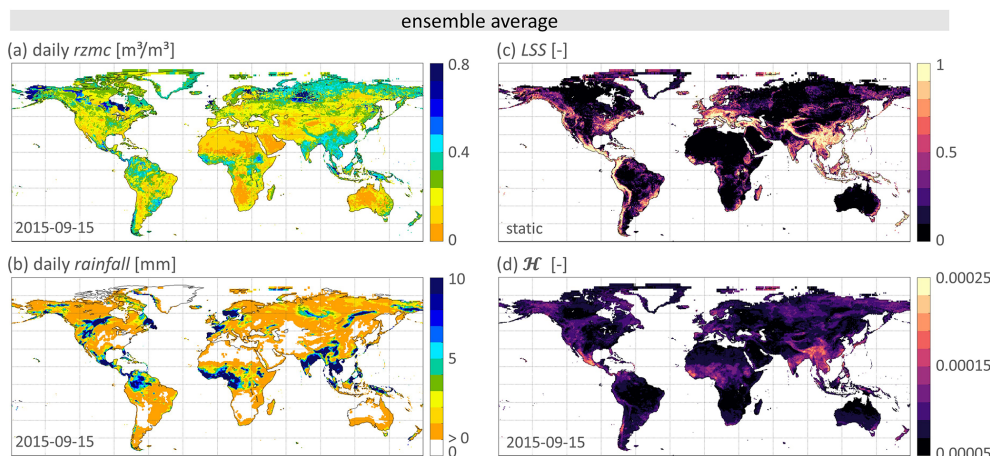 ensemble average
(a) daily rzmc [m³/m³]
0.8
0.4
0
2015-09-15
(c) LSS [-]
1
0.5
0
static
(b) daily rainfall [mm]
10
5
> 0
0
2015-09-15
(d) ℋ [-]
0.00025
0.00015
0.00005
2015-09-15